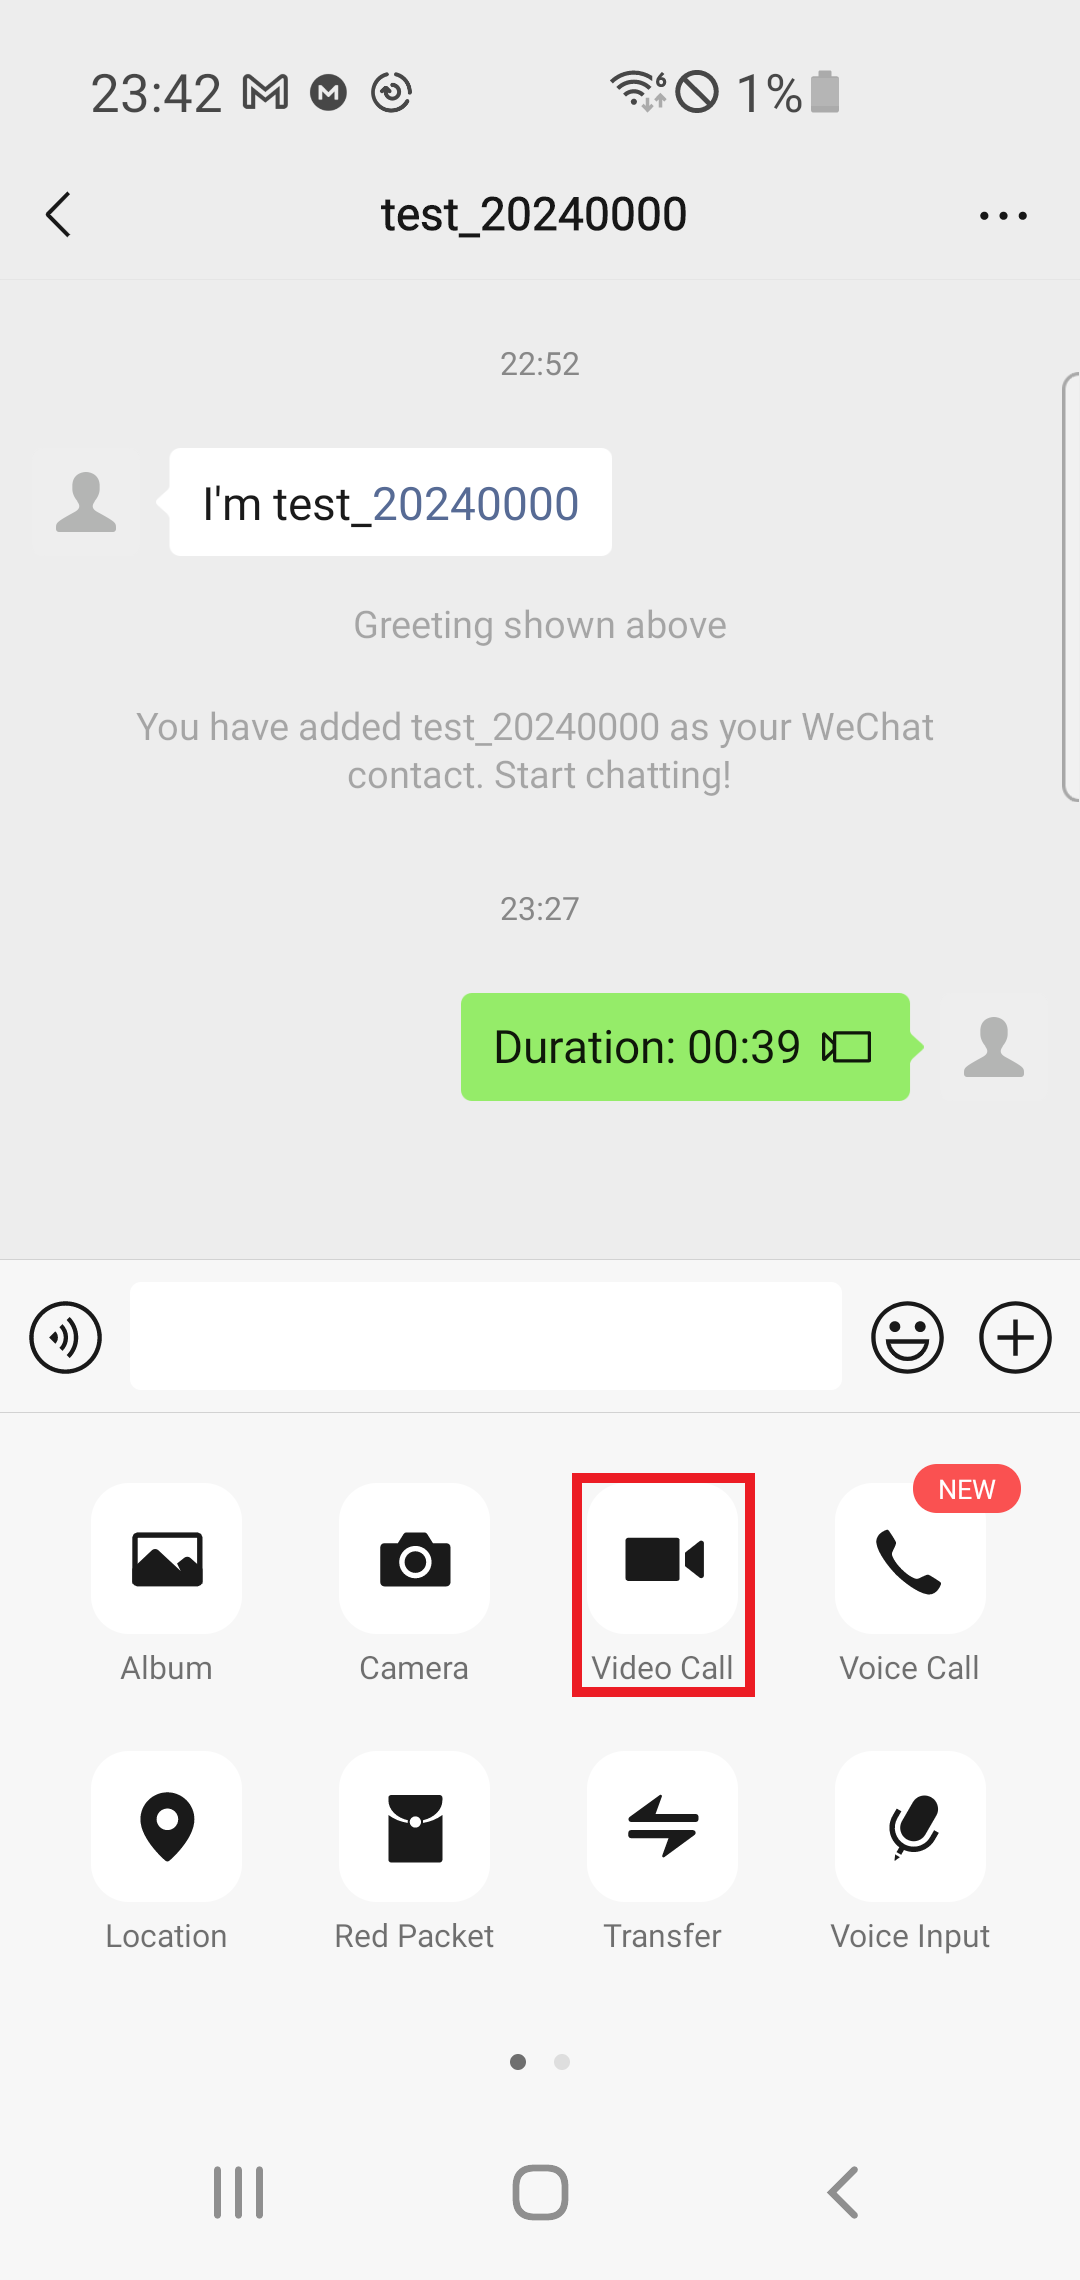 23:42
6
1%
test_20240000
22:52
I'm test_20240000
Greeting shown above
You have added test_20240000 as your WeChat
contact. Start chatting!
23:27
Duration: 00:39
NEW
Album
Camera
Video Call
Voice Call
Location
Red Packet
Transfer
Voice Input